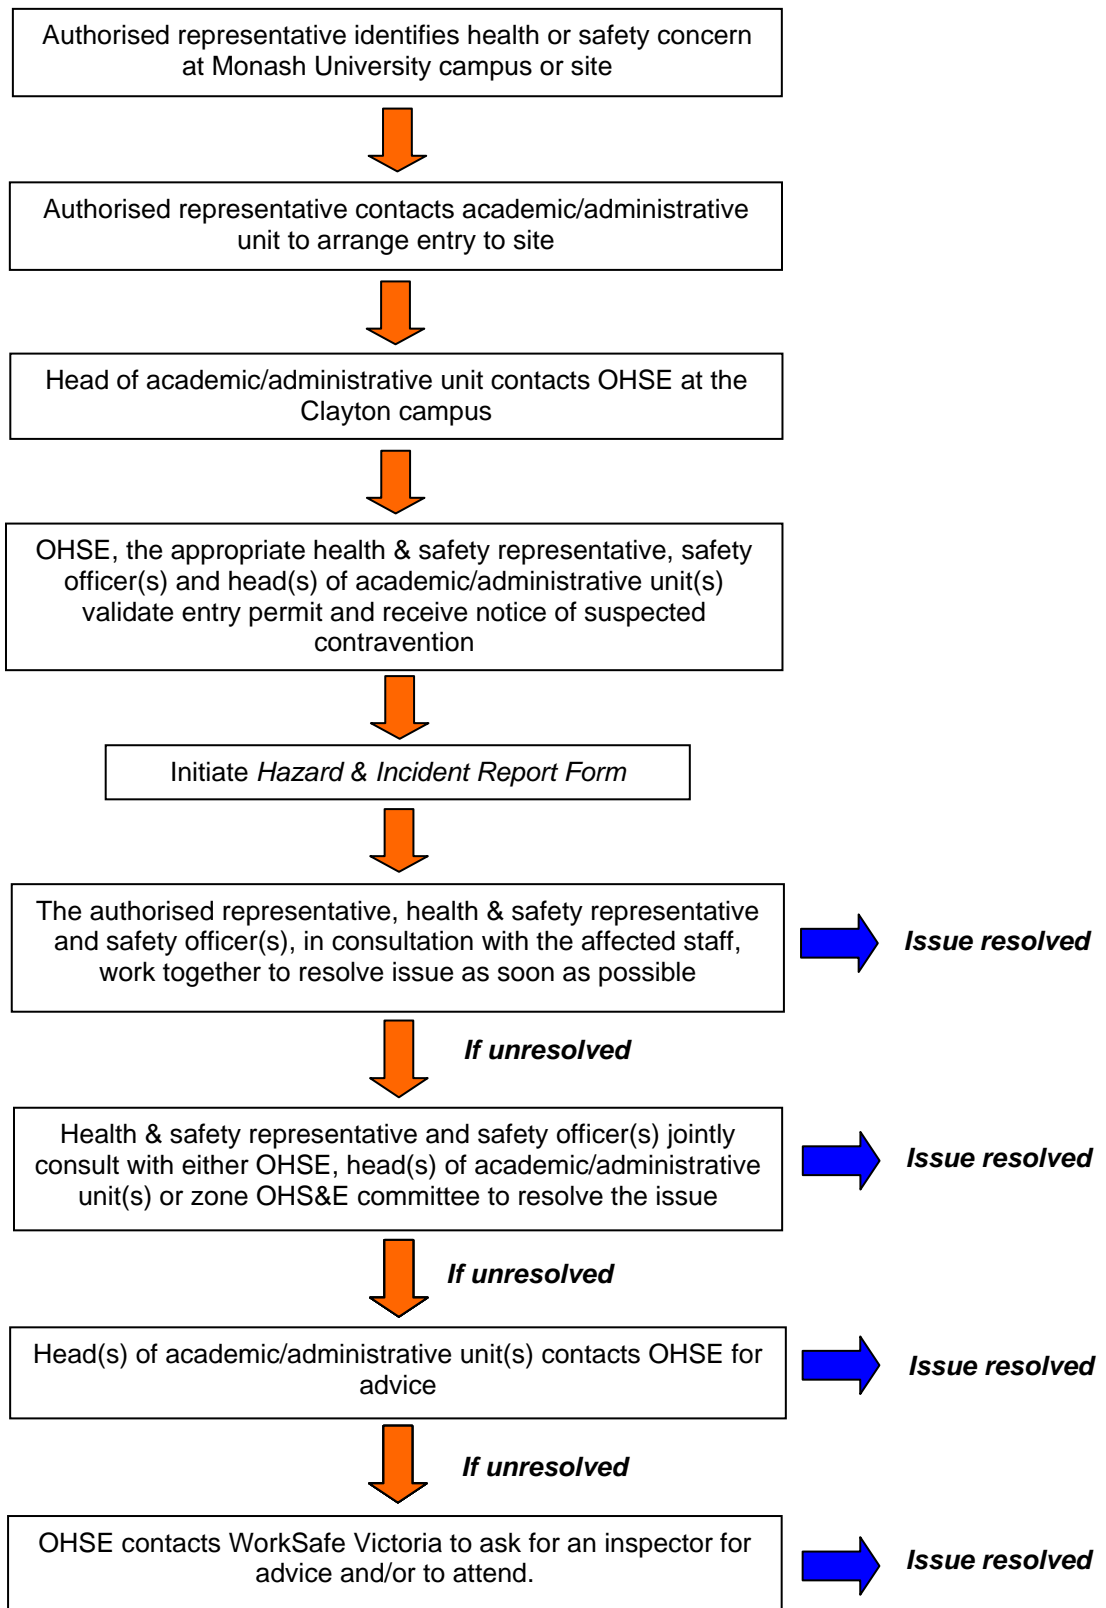 Authorised representative identifies health or safety concern
at Monash University campus or site
Authorised representative contacts academic/administrative
unit to arrange entry to site
Head of academic/administrative unit contacts OHSE at the
Clayton campus
OHSE, the appropriate health & safety representative, safety
officer(s) and head(s) of academic/administrative unit(s)
validate entry permit and receive notice of suspected
contravention
Initiate Hazard & Incident Report Form
The authorised representative, health & safety representative
and safety officer(s), in consultation with the affected staff,
work together to resolve issue as soon as possible
Issue resolved
If unresolved
Health & safety representative and safety officer(s) jointly
consult with either OHSE, head(s) of academic/administrative
unit(s) or zone OHS&E committee to resolve the issue
Issue resolved
If unresolved
Head(s) of academic/administrative unit(s) contacts OHSE for
advice
Issue resolved
If unresolved
OHSE contacts WorkSafe Victoria to ask for an inspector for
advice and/or to attend.
Issue resolved